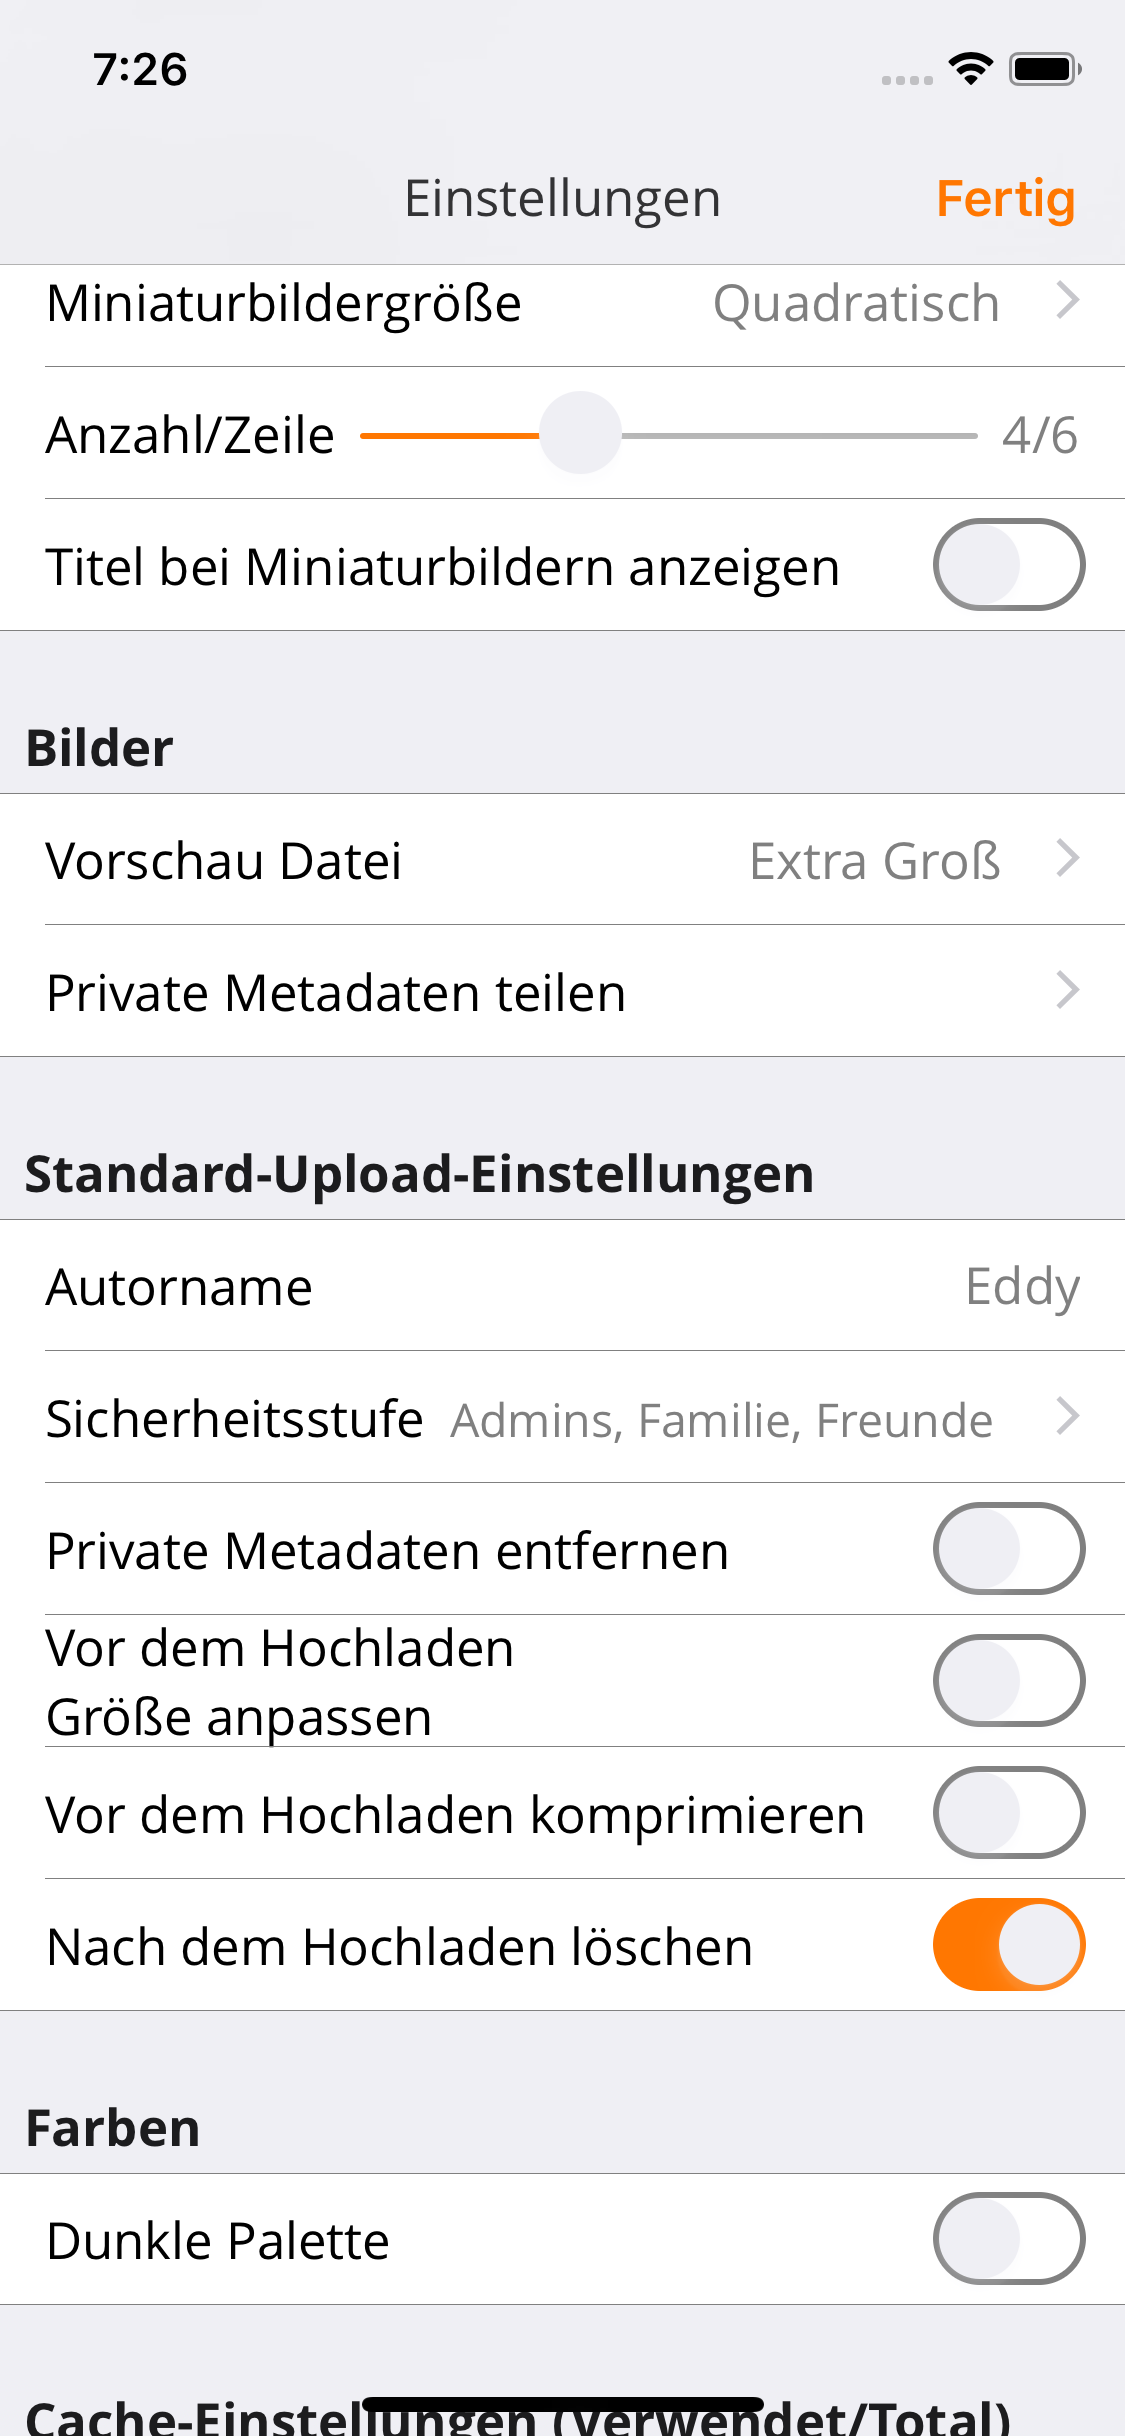 7:26
Einstellungen
Fertig
Miniaturbildergröße Quadratisch
Anzahl/Zeile 4/6
Titel bei Miniaturbildern anzeigen
Bilder
Vorschau Datei Extra Groß
Private Metadaten teilen
Standard-Upload-Einstellungen
Autorname Eddy
Sicherheitsstufe Admins, Familie, Freunde
Private Metadaten entfernen
Vor dem Hochladen
Größe anpassen
Vor dem Hochladen komprimieren
Nach dem Hochladen löschen
Farben
Dunkle Palette
Cache-Einstellungen (Verwendet/Total)